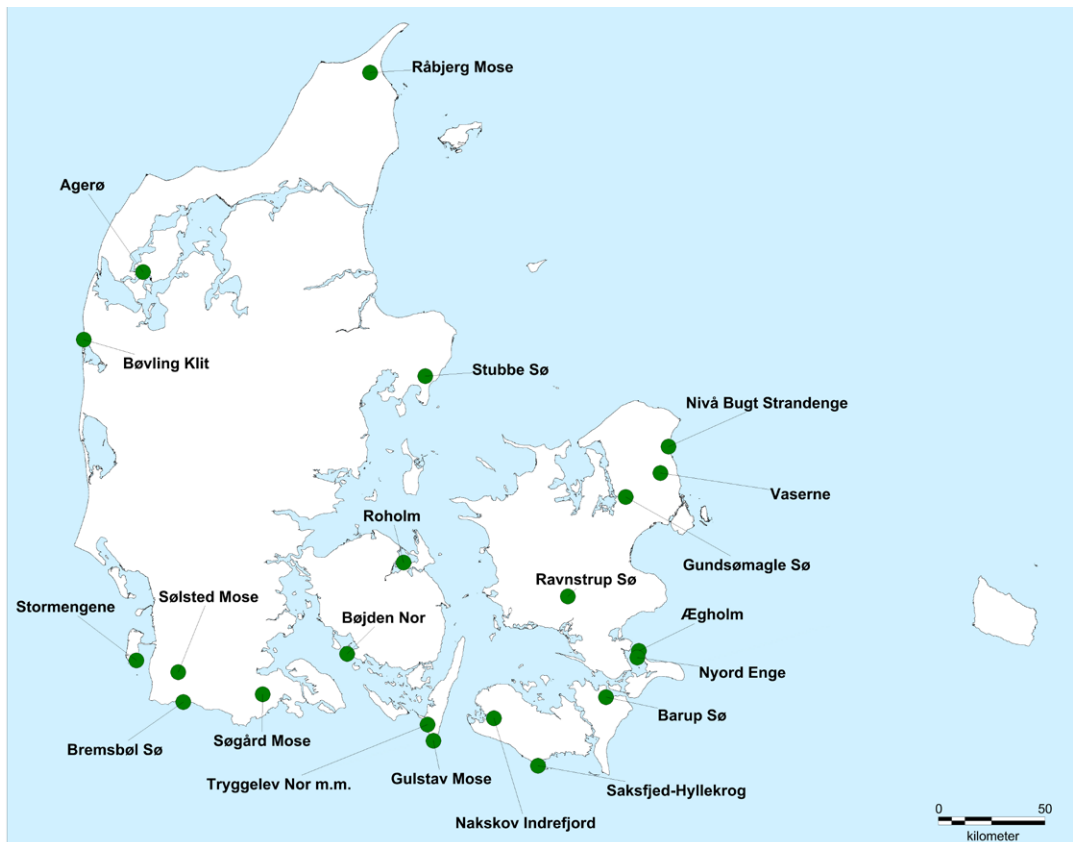 Råbjerg Mose
Agerø
Bøvling Klit
Stubbe Sø
Nivå Bugt Strandenge
Vaserne
Roholm
Gundsømagle Sø
Ravnstrup Sø
Sølsted Mose
Stormengene
Bøjden Nor
Ægholm
Nyord Enge
Barup Sø
Søgård Mose
Bremsbøl Sø
Gulstav Mose
Tryggelev Nor m.m.
Saksfjed-Hyllekrog
Nakskov Indrefjord
0 50
kilometer